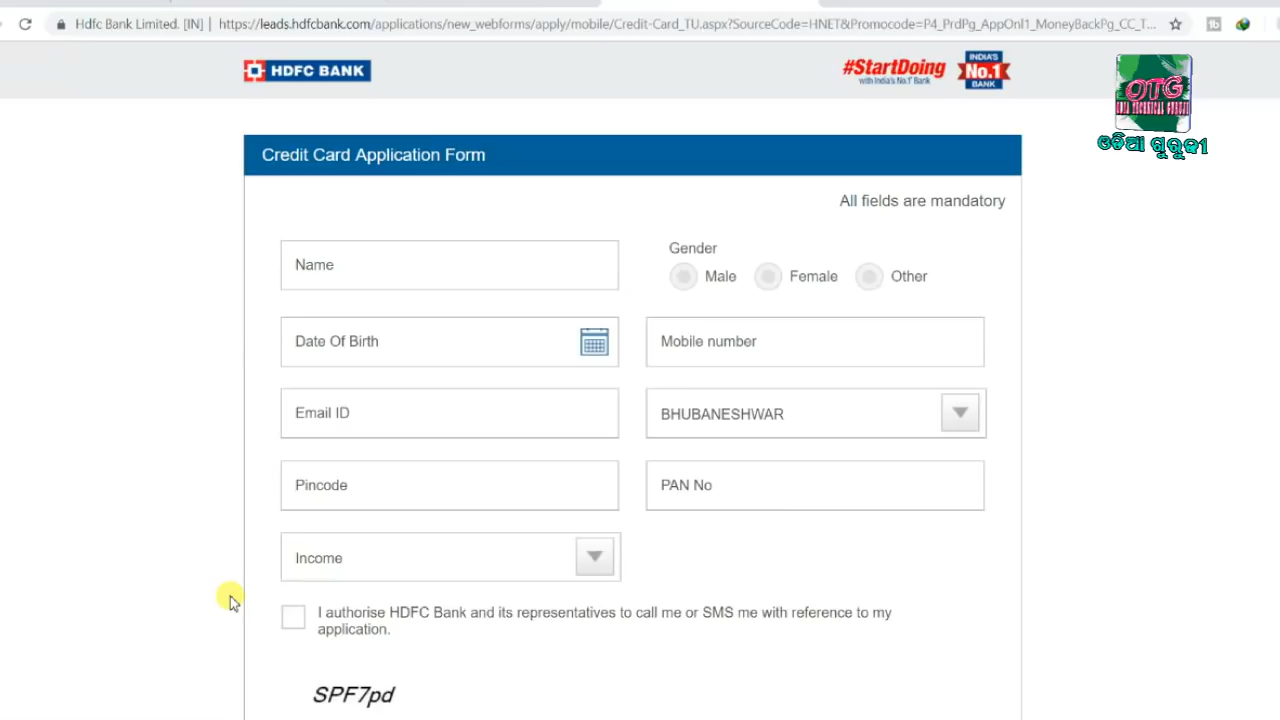 Hdfc Bank Limited. [IN] | https://leads.hdfcbank.com/applications/new_webforms/apply/mobile/Credit-Card_TU.aspx?SourceCode=HNET&Promocode=P4_PrdPg_AppOnl1_MoneyBackPg_CC_T...
HDFC BANK
#StartDoing
with India's No.1 Bank
INDIA'S
No.1
BANK
OTG
ଓଡିଆ ଗୁରୁଜୀ
Credit Card Application Form
All fields are mandatory
Name
Gender
Male Female Other
Date Of Birth
Mobile number
Email ID
BHUBANESHWAR
Pincode
PAN No
Income
I authorise HDFC Bank and its representatives to call me or SMS me with reference to my
application.
SPF7pd